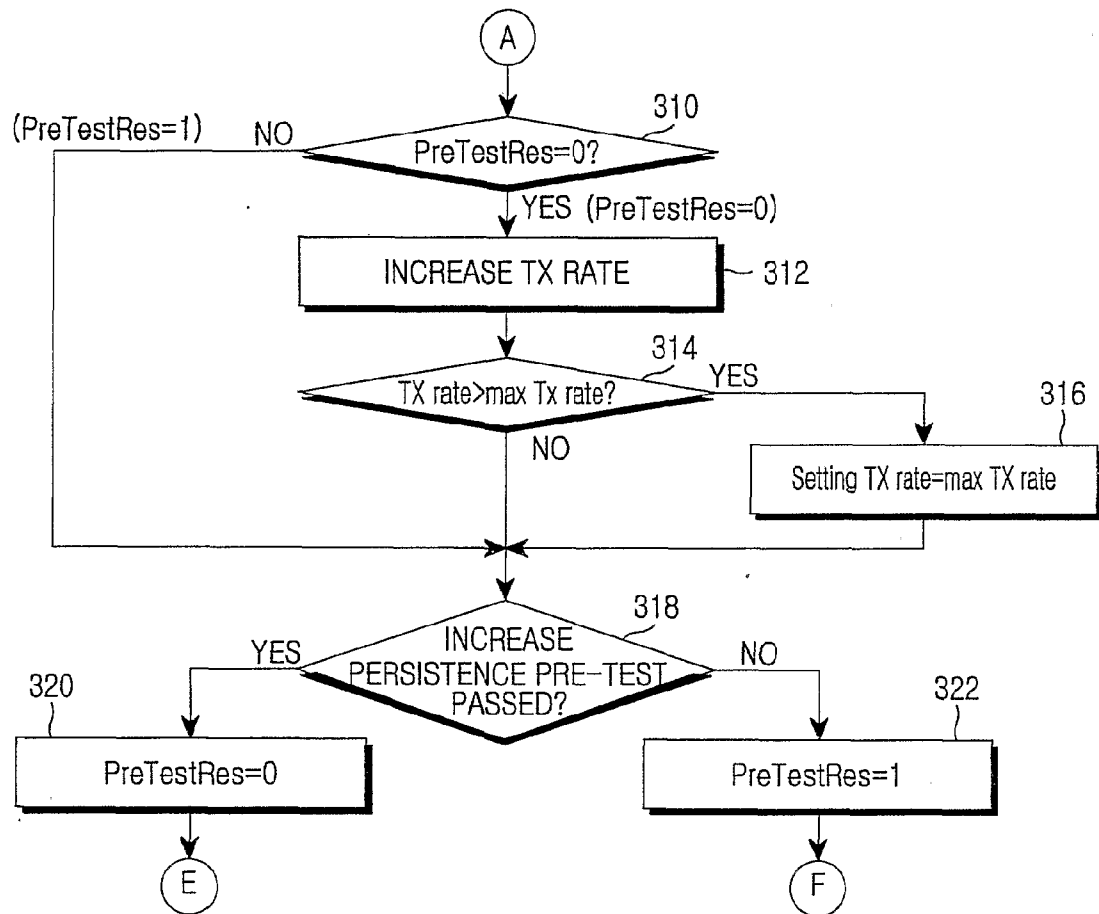 A
310
(PreTestRes=1) NO
PreTestRes=0?
YES (PreTestRes=0)
INCREASE TX RATE
312
314
TX rate>max Tx rate?
YES
316
NO
Setting TX rate=max TX rate
318
INCREASE
PERSISTENCE PRE-TEST
PASSED?
YES
NO
320
322
PreTestRes=0
PreTestRes=1
E
F